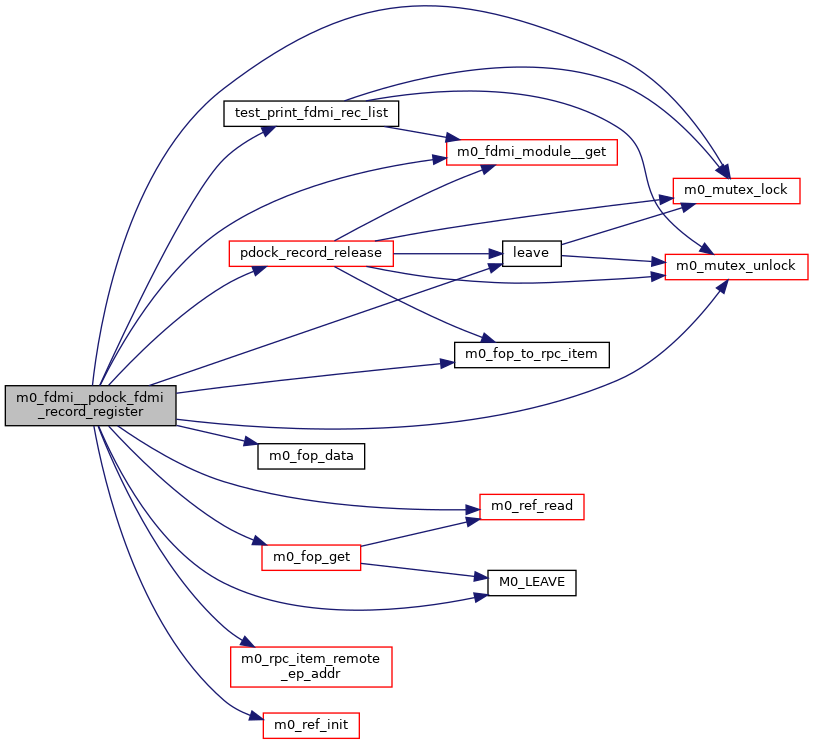 test_print_fdmi_rec_list
m0_fdmi_module__get
m0_mutex_lock
pdock_record_release
leave
m0_mutex_unlock
m0_fop_to_rpc_item
m0_fdmi__pdock_fdmi
_record_register
m0_fop_data
m0_ref_read
m0_fop_get
M0_LEAVE
m0_rpc_item_remote
_ep_addr
m0_ref_init